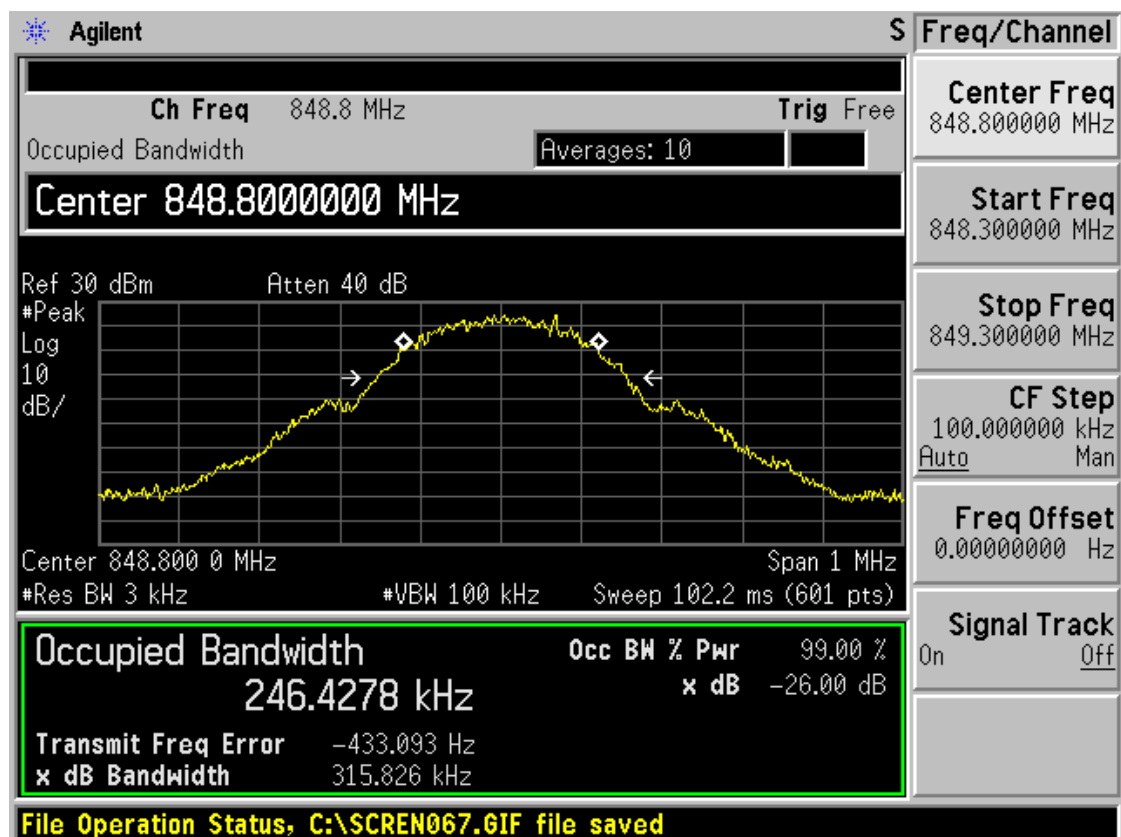 Agilent S Freq/Channel
Ch Freq 848.8 MHz Trig Free
Occupied Bandwidth Averages: 10
Center 848.8000000 MHz
Ref 30 dBm Atten 40 dB
#Peak
Log
10
dB/
Center 848.800 0 MHz Span 1 MHz
#Res BW 3 kHz #VBW 100 kHz Sweep 102.2 ms (601 pts)
Occupied Bandwidth Occ BW % Pwr 99.00 %
246.4278 kHz x dB -26.00 dB
Transmit Freq Error -433.093 Hz
x dB Bandwidth 315.826 kHz
File Operation Status, C:\SCREN067.GIF file saved
Center Freq
848.800000 MHz
Start Freq
848.300000 MHz
Stop Freq
849.300000 MHz
CF Step
100.000000 kHz
Auto Man
Freq Offset
0.00000000 Hz
Signal Track
On Off